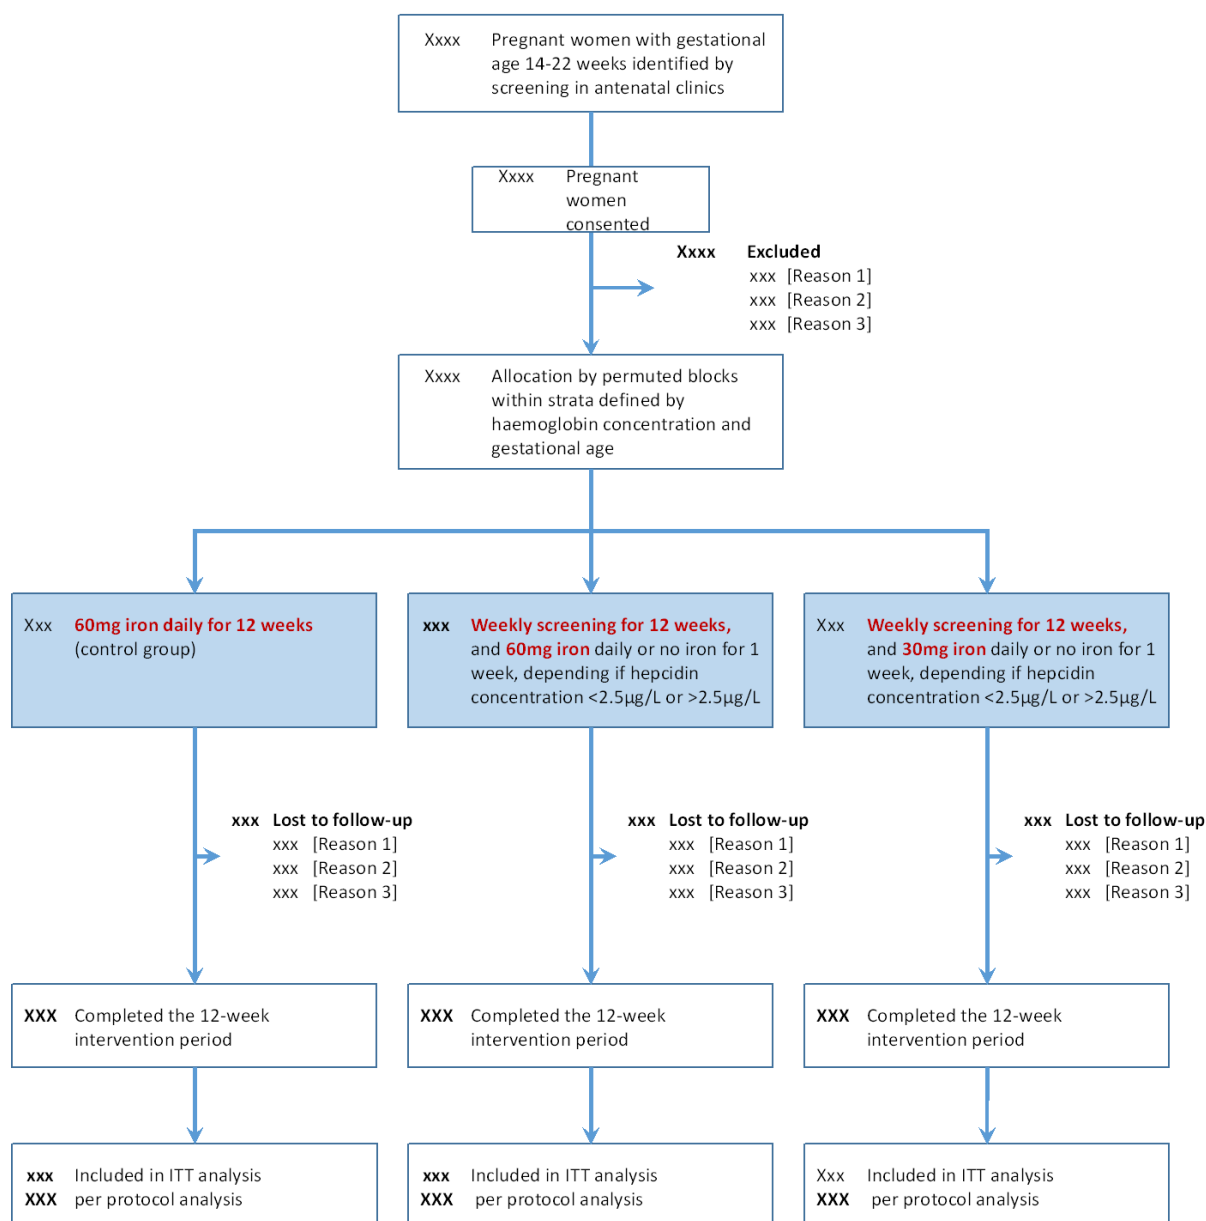 Xxxx Pregnant women with gestational
age 14-22 weeks identified by
screening in antenatal clinics
Xxxx Pregnant
women
consented
Xxxx Excluded
xxx [Reason 1]
xxx [Reason 2]
xxx [Reason 3]
Xxxx Allocation by permuted blocks
within strata defined by
haemoglobin concentration and
gestational age
Xxx 60mg iron daily for 12 weeks
(control group)
xxx Weekly screening for 12 weeks,
and 60mg iron daily or no iron for 1
week, depending if hepcidin
concentration <2.5µg/L or >2.5µg/L
Xxx Weekly screening for 12 weeks,
and 30mg iron daily or no iron for 1
week, depending if hepcidin
concentration <2.5µg/L or >2.5µg/L
xxx Lost to follow-up
xxx [Reason 1]
xxx [Reason 2]
xxx [Reason 3]
xxx Lost to follow-up
xxx [Reason 1]
xxx [Reason 2]
xxx [Reason 3]
xxx Lost to follow-up
xxx [Reason 1]
xxx [Reason 2]
xxx [Reason 3]
XXX Completed the 12-week
intervention period
XXX Completed the 12-week
intervention period
XXX Completed the 12-week
intervention period
xxx Included in ITT analysis
XXX per protocol analysis
xxx Included in ITT analysis
XXX per protocol analysis
Xxx Included in ITT analysis
XXX per protocol analysis